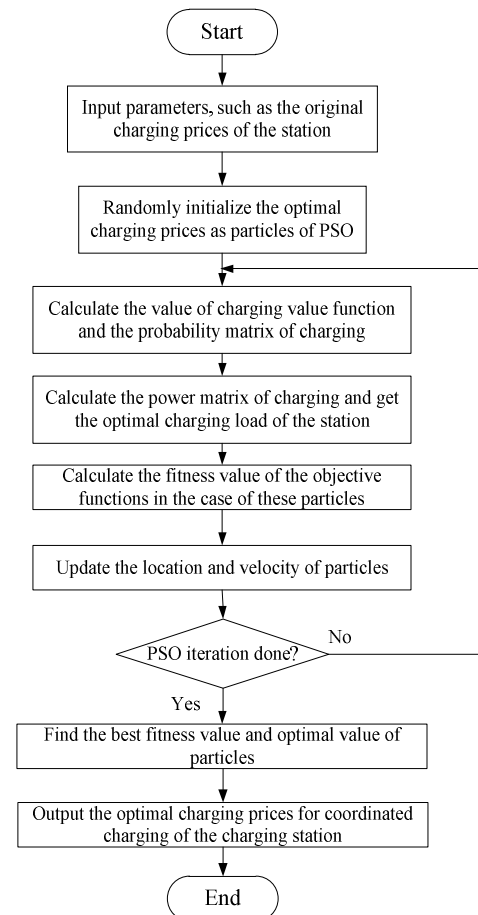 Start
Input parameters, such as the original
charging prices of the station
Randomly initialize the optimal
charging prices as particles of PSO
Calculate the value of charging value function
and the probability matrix of charging
Calculate the power matrix of charging and get
the optimal charging load of the station
Calculate the fitness value of the objective
functions in the case of these particles
Update the location and velocity of particles
PSO iteration done?
No
Yes
Find the best fitness value and optimal value of
particles
Output the optimal charging prices for coordinated
charging of the charging station
End